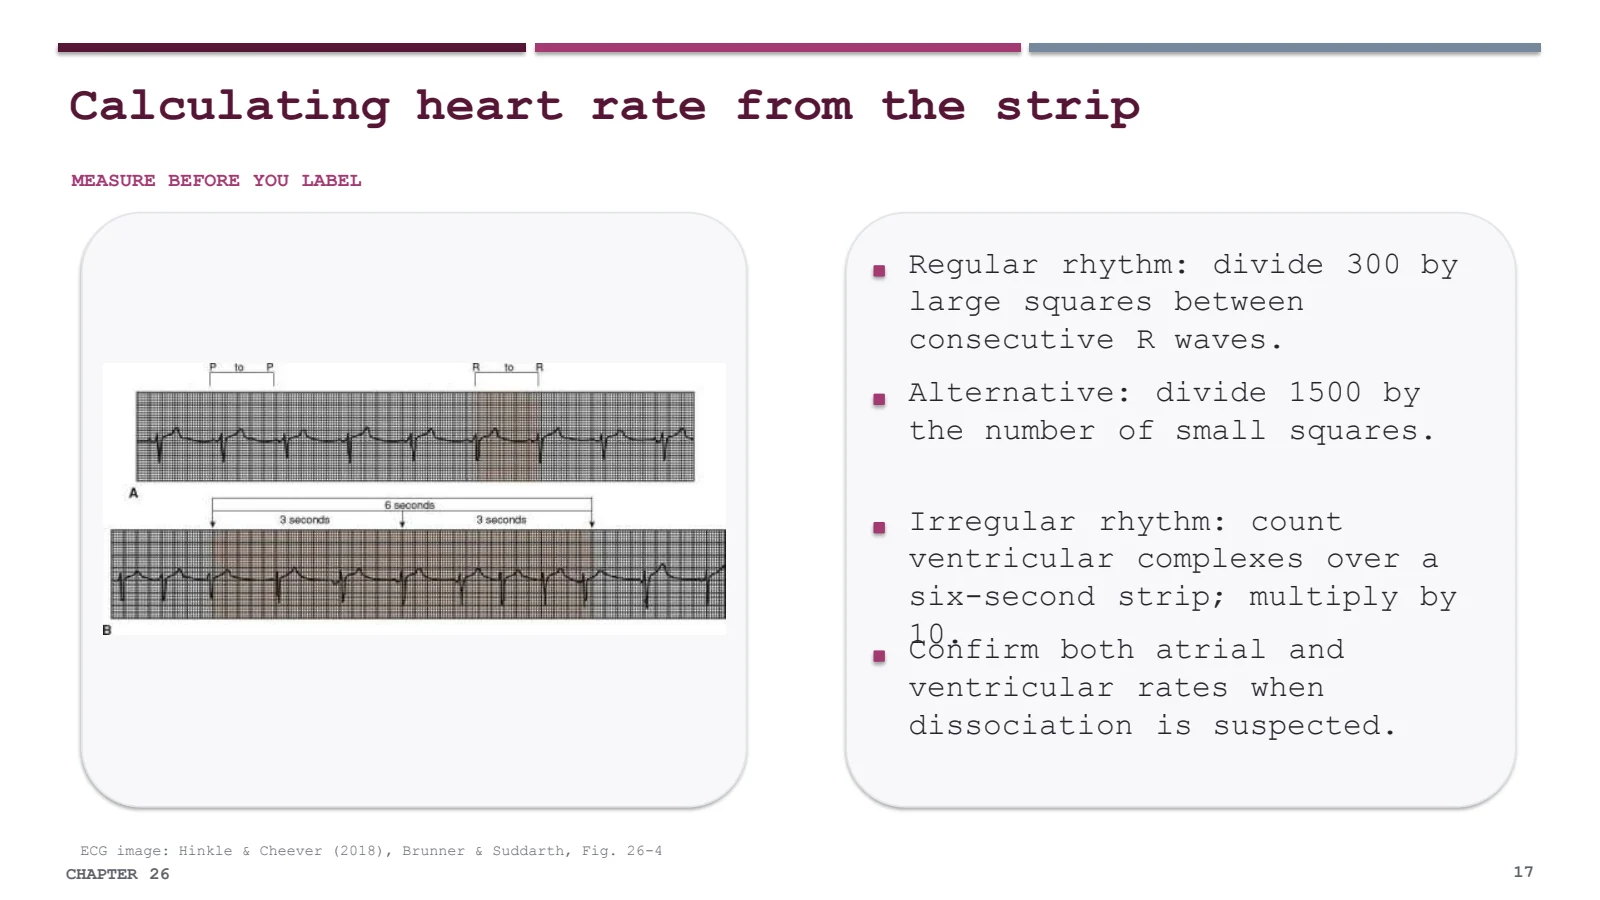 Calculating heart rate from the strip
MEASURE BEFORE YOU LABEL
P to P
R to R
A
6 seconds
3 seconds 3 seconds
B
Regular rhythm: divide 300 by
large squares between
consecutive R waves.
Alternative: divide 1500 by
the number of small squares.
Irregular rhythm: count
ventricular complexes over a
six-second strip; multiply by
10.
Confirm both atrial and
ventricular rates when
dissociation is suspected.
ECG image: Hinkle & Cheever (2018), Brunner & Suddarth, Fig. 26-4
CHAPTER 26
17